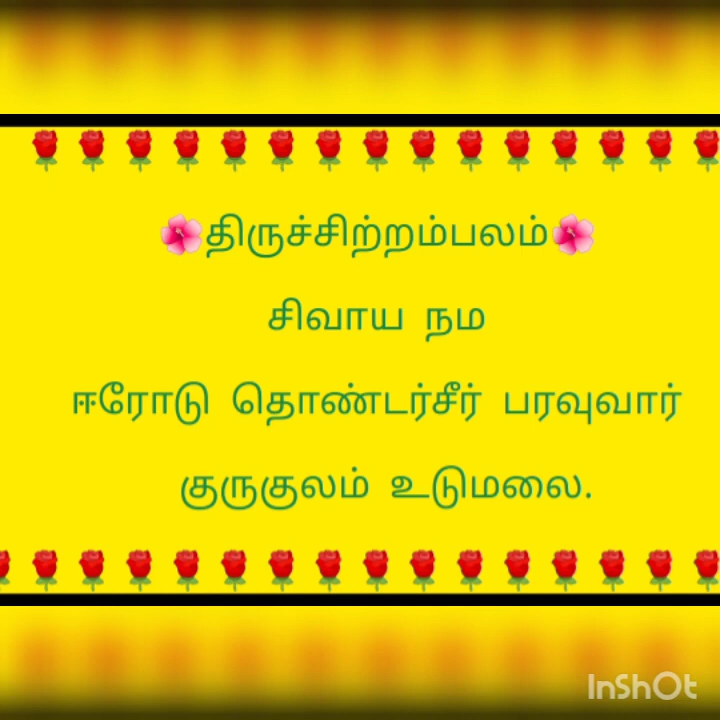 🌺திருச்சிற்றம்பலம்🌺
சிவாய நம
ஈரோடு தொண்டர்சீர் பரவுவார்
குருகுலம் உடுமலை.
InShOt